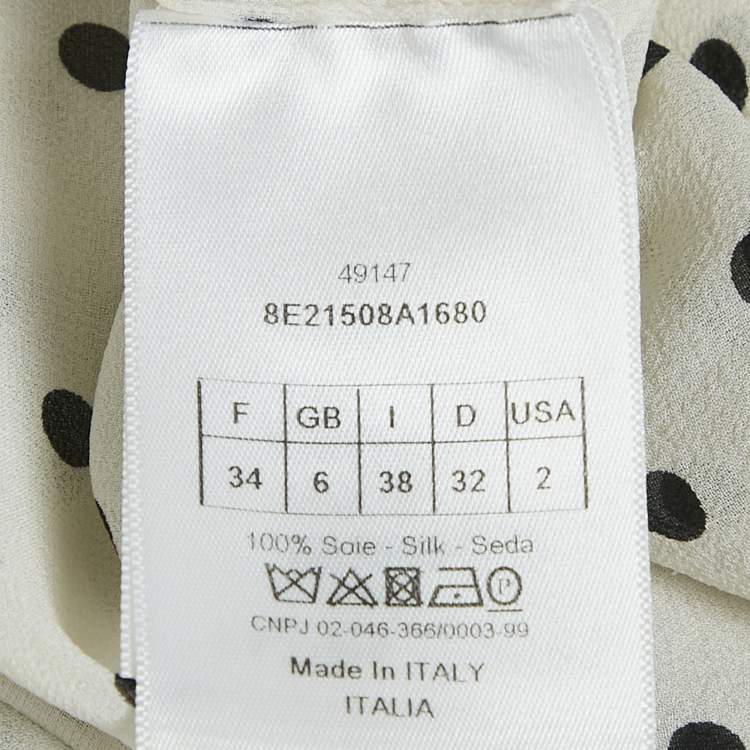 49147
8E21508A1680
F GB I D USA
34 6 38 32 2
100% Soie - Silk - Seda
P
CNPJ 02-046-366/0003-99
Made In ITALY
ITALIA